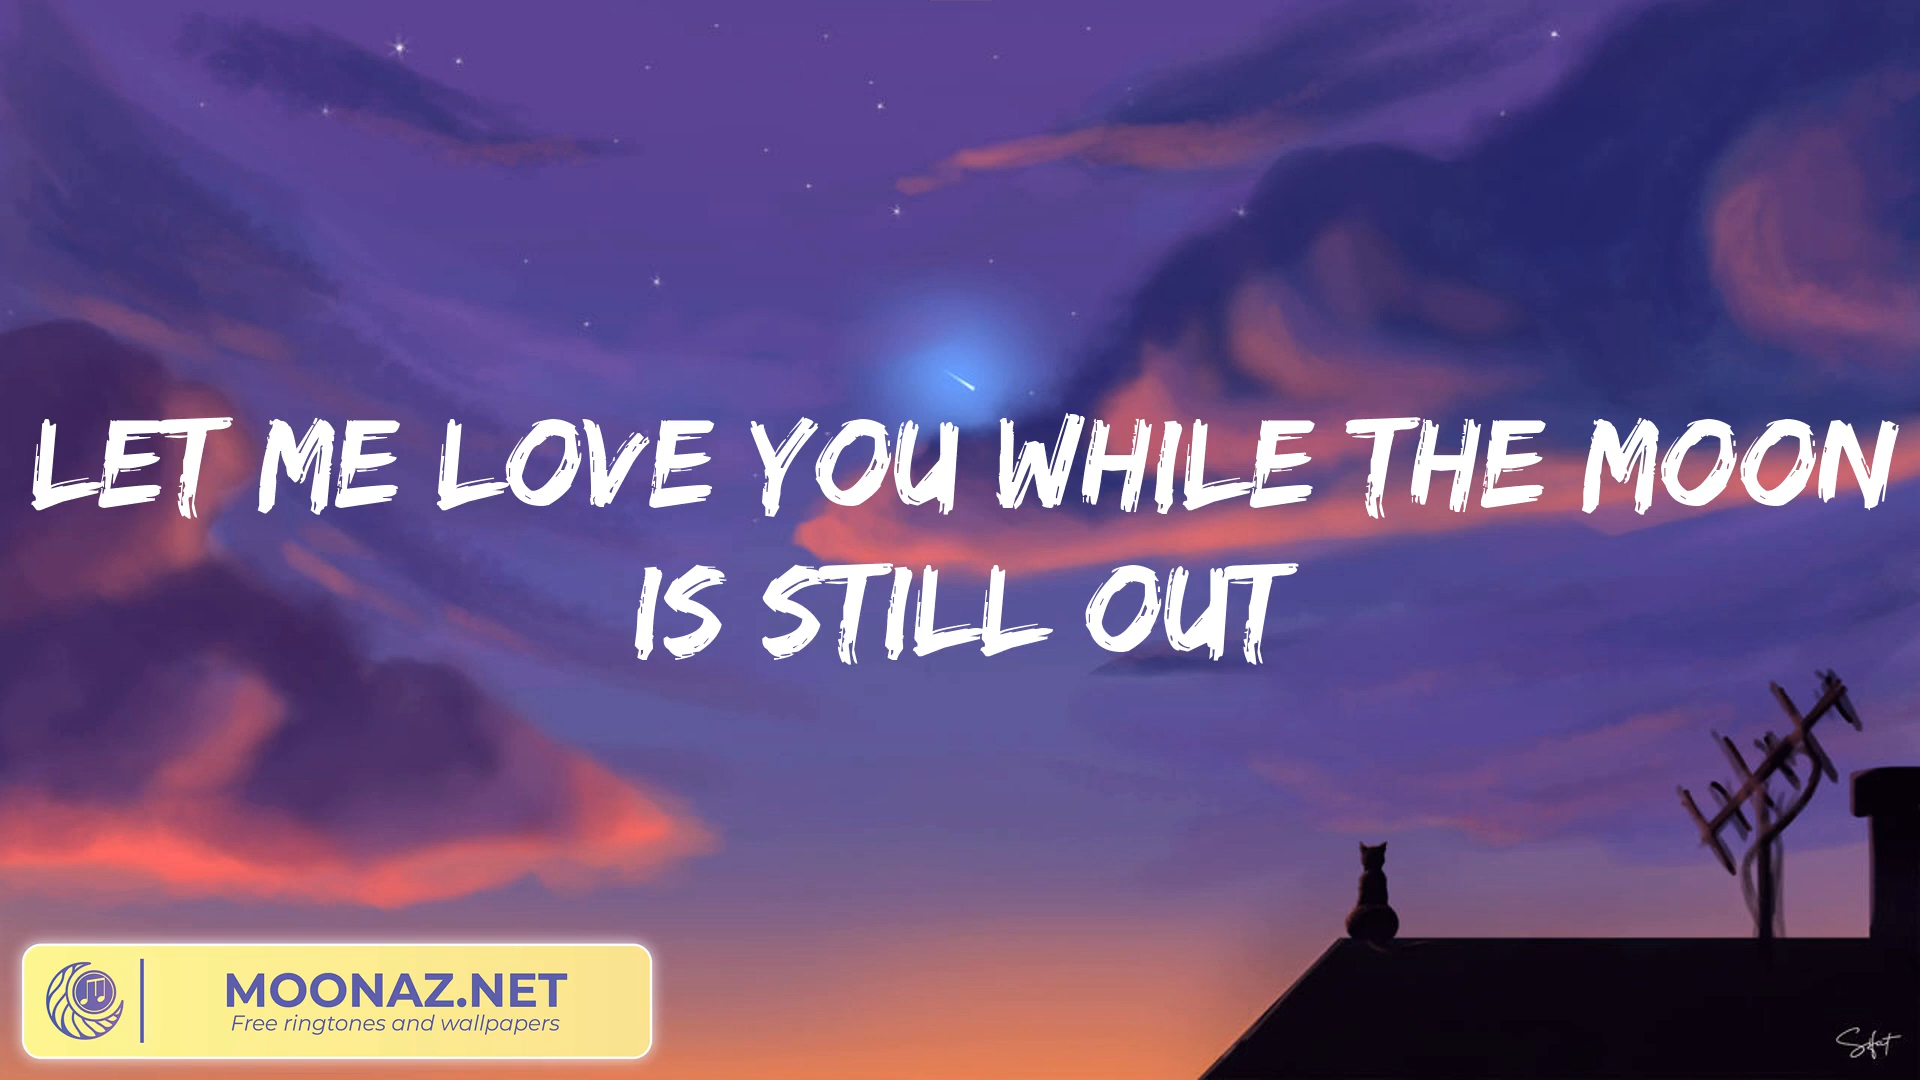 LET ME LOVE YOU WHILE THE MOON
IS STILL OUT
MOONAZ.NET
Free ringtones and wallpapers